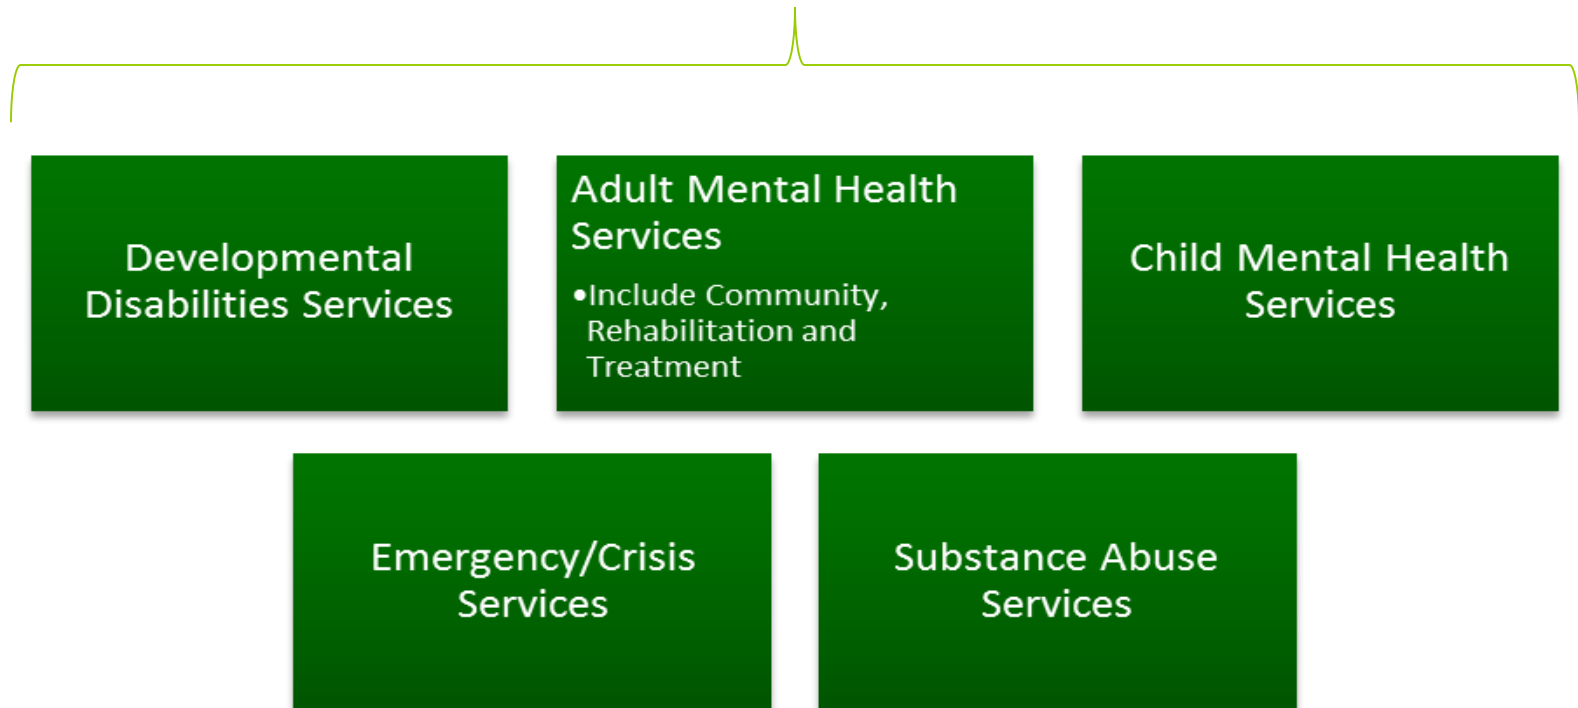 Developmental
Disabilities Services
Adult Mental Health
Services
•Include Community,
Rehabilitation and
Treatment
Child Mental Health
Services
Emergency/Crisis
Services
Substance Abuse
Services